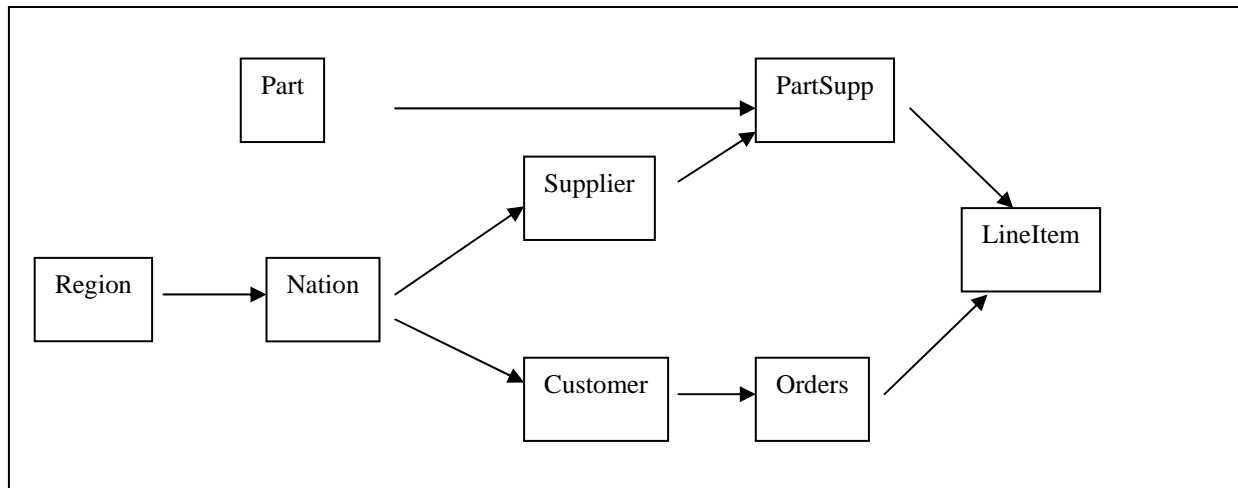 Part
PartSupp
Supplier
LineItem
Region
Nation
Customer
Orders